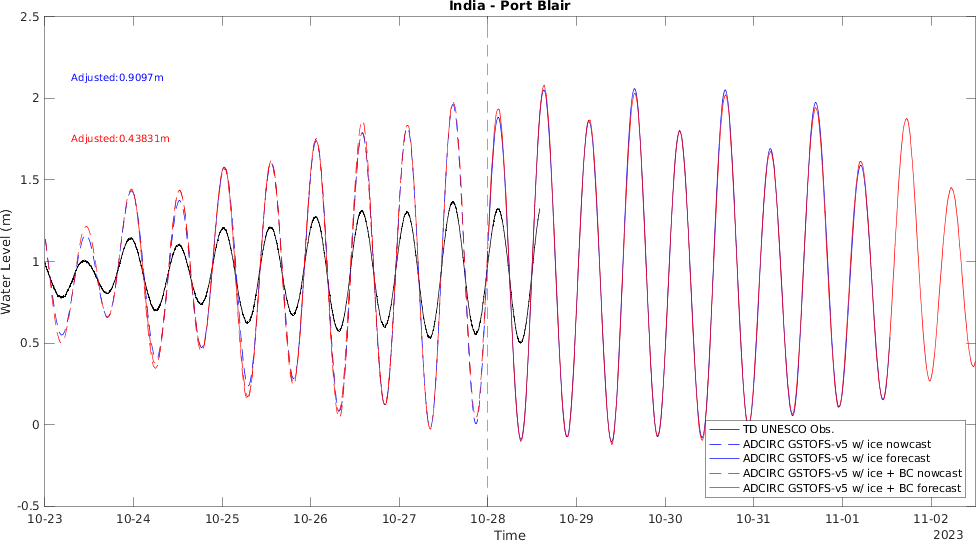 India - Port Blair
2.5
2
1.5
1
0.5
0
-0.5
Water Level (m)
Adjusted:0.9097m
Adjusted:0.43831m
TD UNESCO Obs.
ADCIRC GSTOFS-v5 w/ ice nowcast
ADCIRC GSTOFS-v5 w/ ice forecast
ADCIRC GSTOFS-v5 w/ ice + BC nowcast
ADCIRC GSTOFS-v5 w/ ice + BC forecast
10-23 10-24 10-25 10-26 10-27 10-28 10-29 10-30 10-31 11-01 11-02
Time
2023